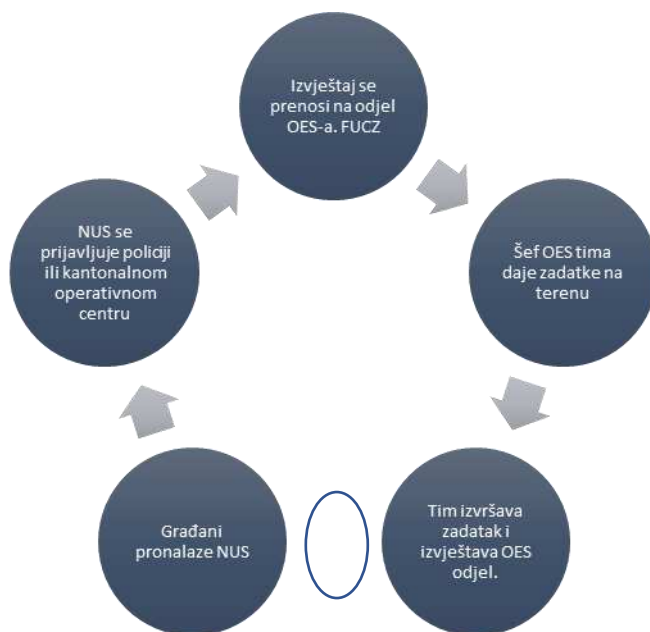 Izvještaj se
prenosi na odjel
OES-a. FUCZ
Šef OES tima
daje zadatke na
terenu
Tim izvršava
zadatak i
izvještava OES
odjel.
Građani
pronalaze NUS
NUS se
prijavljuje policiji
ili kantonalnom
operativnom
centru